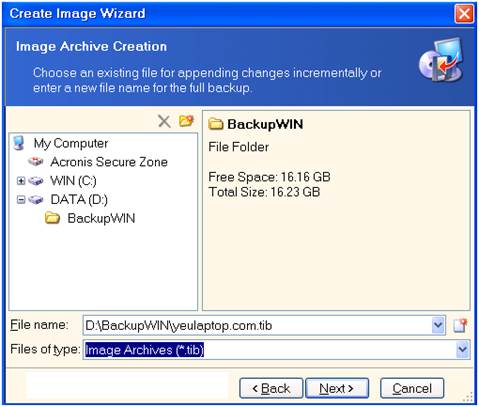 Create Image Wizard
Image Archive Creation
Choose an existing file for appending changes incrementally or
enter a new file name for the full backup.
My Computer
Acronis Secure Zone
WIN (C:)
DATA (D:)
BackupWIN
BackupWIN
File Folder
Free Space: 16.16 GB
Total Size: 16.23 GB
File name: D:\BackupWIN\yeulaptop.com.tib
Files of type: Image Archives (*.tib)
< Back Next > Cancel